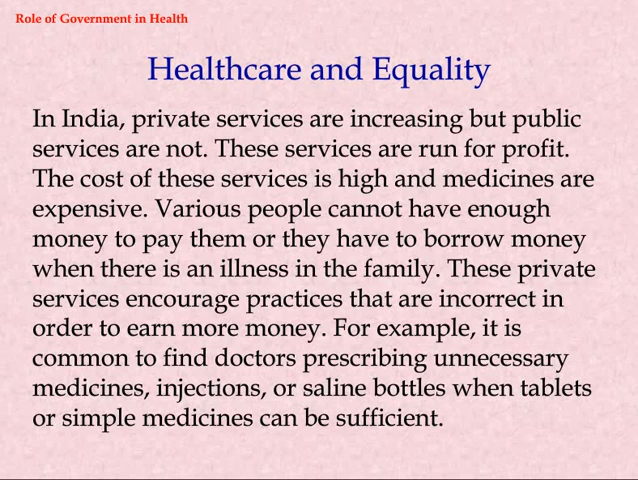 Role of Government in Health
Healthcare and Equality
In India, private services are increasing but public
services are not. These services are run for profit.
The cost of these services is high and medicines are
expensive. Various people cannot have enough
money to pay them or they have to borrow money
when there is an illness in the family. These private
services encourage practices that are incorrect in
order to earn more money. For example, it is
common to find doctors prescribing unnecessary
medicines, injections, or saline bottles when tablets
or simple medicines can be sufficient.